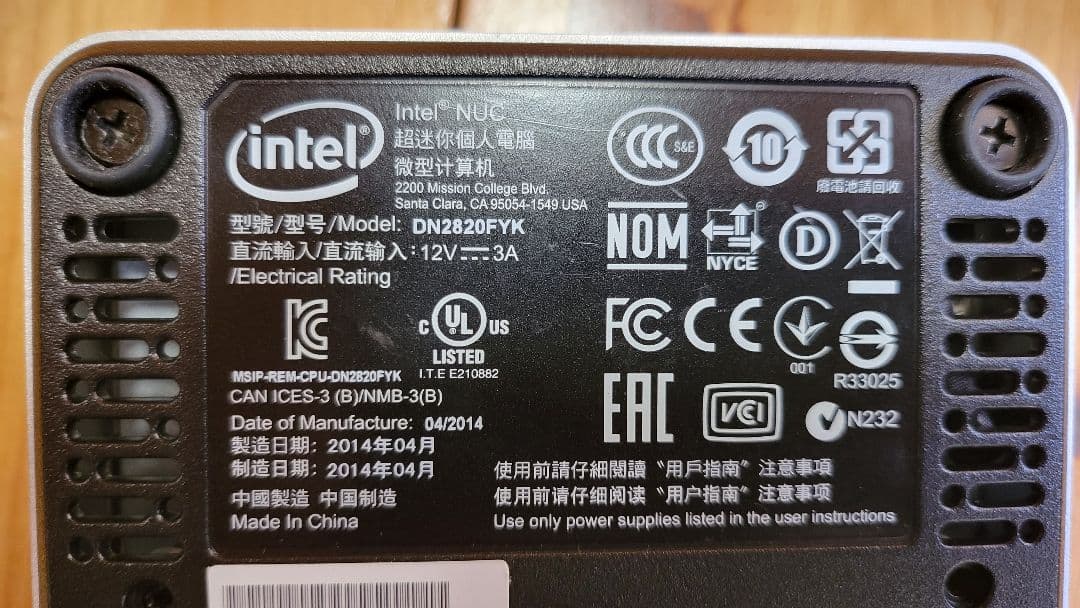 intel® Intel® NUC
超迷你個人電腦
微型计算机
2200 Mission College Blvd.
Santa Clara, CA 95054-1549 USA
型號/型号/Model: DN2820FYK
直流輸入/直流输入:12V⎓3A
/Electrical Rating
CCC S&E
10
廢電池請回收
NOM
NYCE
D
C UL US
LISTED
I.T.E E210882
MSIP-REM-CPU-DN2820FYK
CAN ICES-3 (B)/NMB-3(B)
FC CE
001
R33025
EAC
VCI
N232
Date of Manufacture: 04/2014
製造日期: 2014年04月
制造日期: 2014年04月
中國製造 中国制造
Made In China
使用前請仔細閱讀〝用戶指南〞注意事項
使用前请仔细阅读〝用户指南〞注意事项
Use only power supplies listed in the user instructions